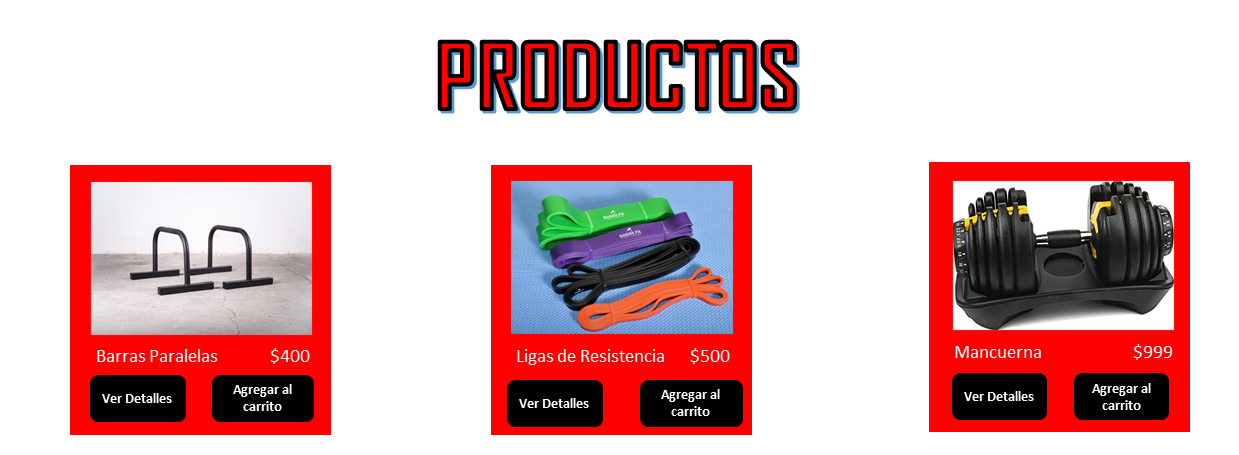 PRODUCTOS
Barras Paralelas $400
Ver Detalles
Agregar al
carrito
Ligas de Resistencia $500
Ver Detalles
Agregar al
carrito
Mancuerna $999
Ver Detalles
Agregar al
carrito